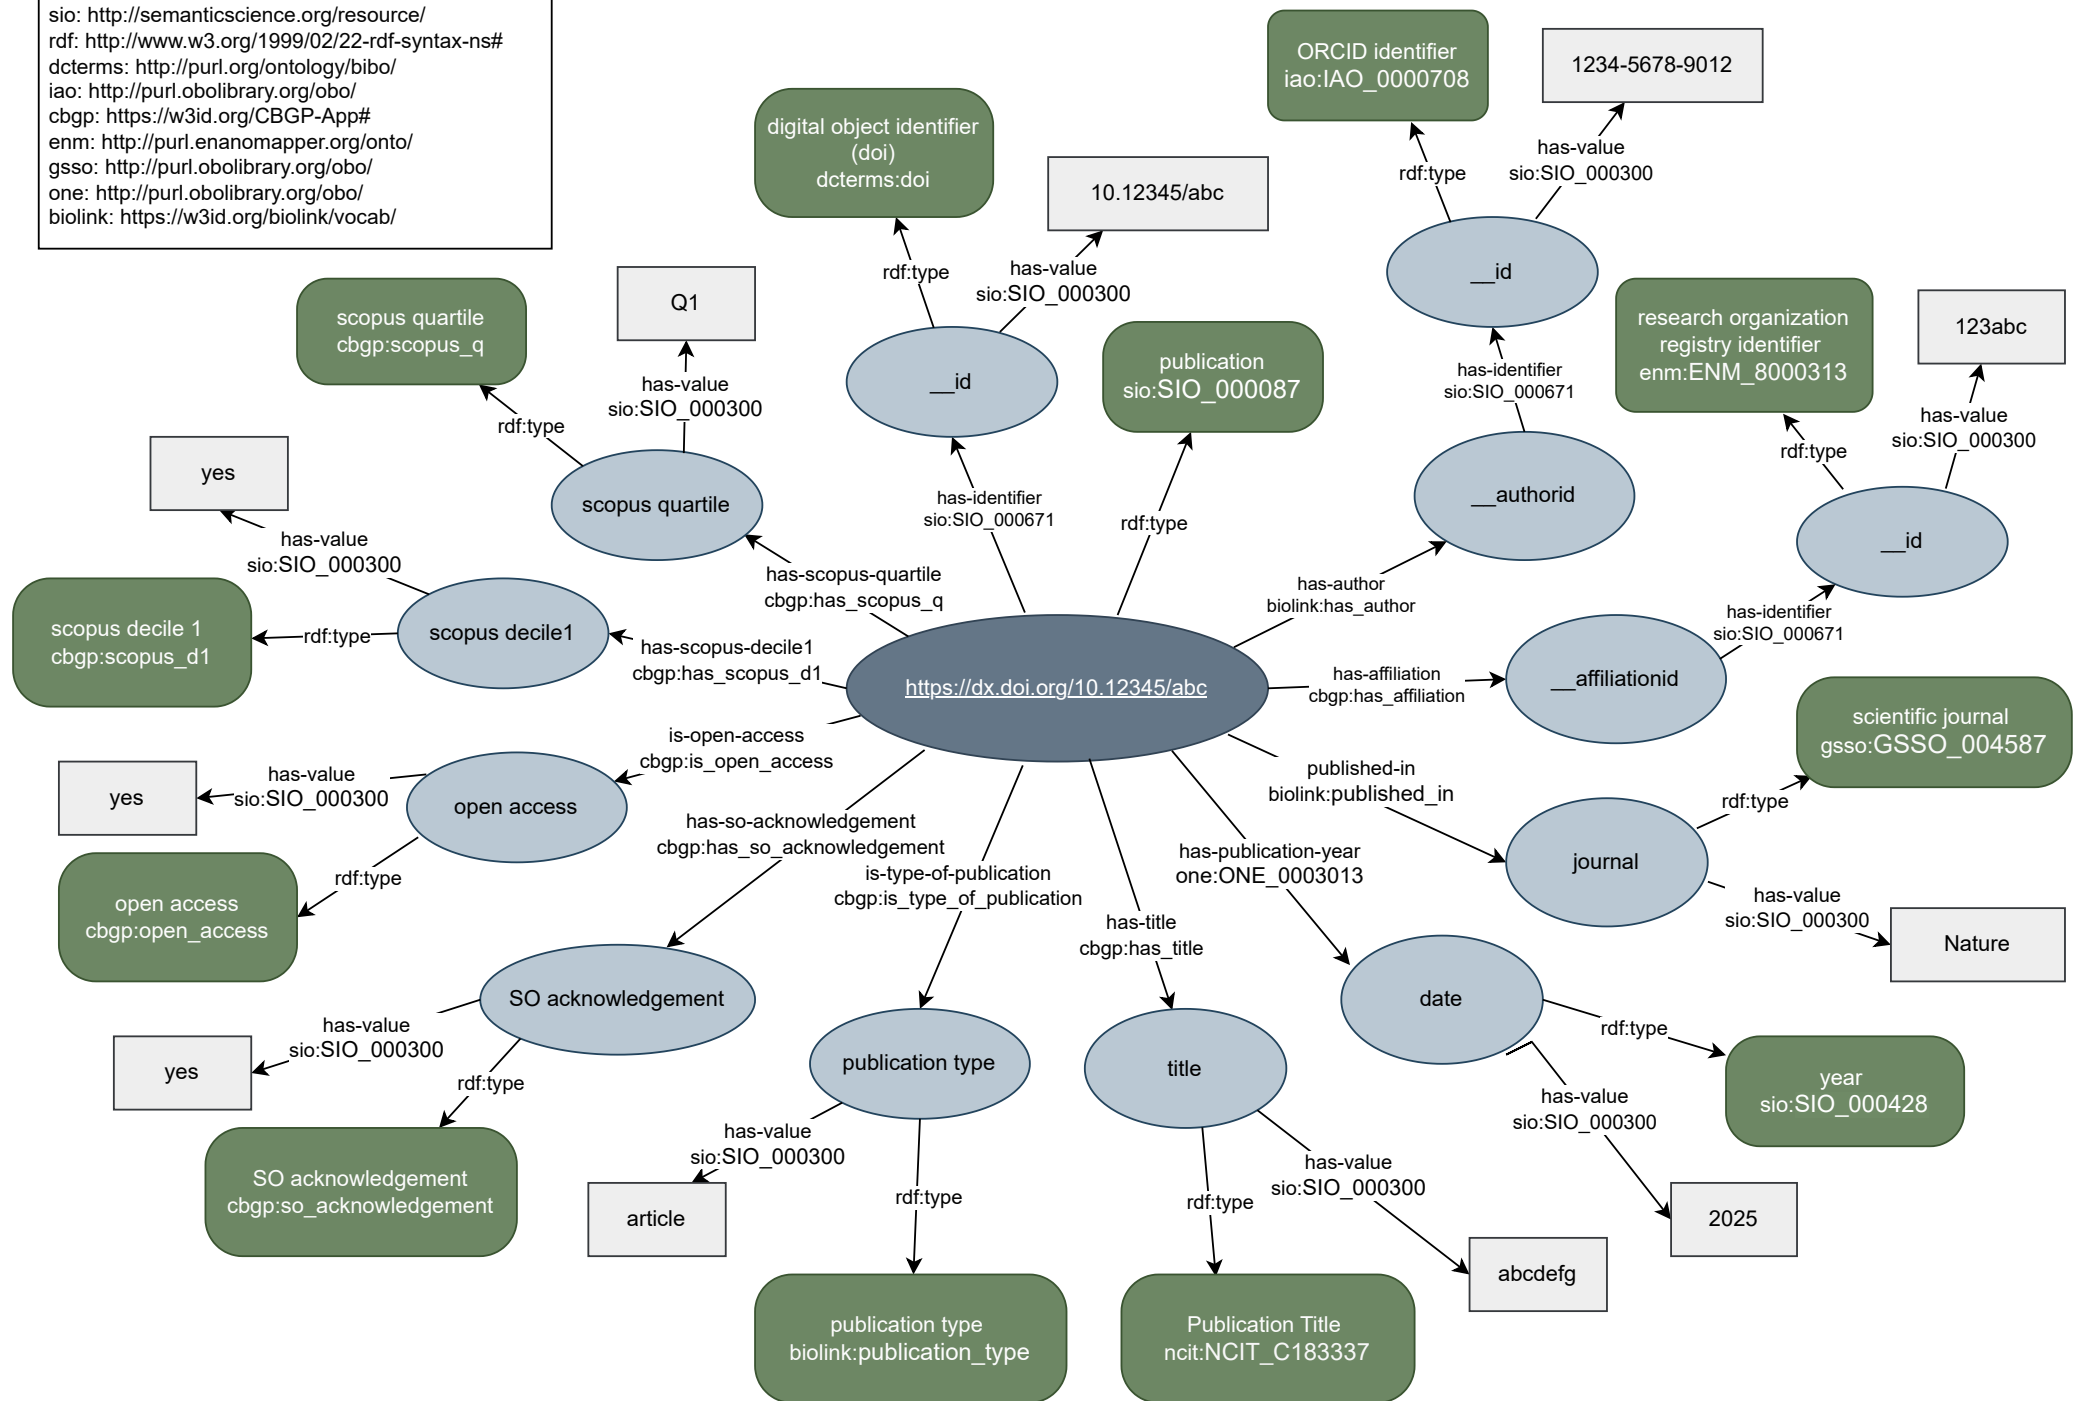 sio: http://semanticscience.org/resource/
rdf: http://www.w3.org/1999/02/22-rdf-syntax-ns#
dcterms: http://purl.org/ontology/bibo/
iao: http://purl.obolibrary.org/obo/
cbgp: https://w3id.org/CBGP-App#
enm: http://purl.enanomapper.org/onto/
gsso: http://purl.obolibrary.org/obo/
one: http://purl.obolibrary.org/obo/
biolink: https://w3id.org/biolink/vocab/
ORCID identifier
iao:IAO_0000708
1234-5678-9012
rdf:type
has-value
sio:SIO_000300
__id
has-identifier
sio:SIO_000671
__authorid
has-author
biolink:has_author
digital object identifier
(doi)
dcterms:doi
10.12345/abc
rdf:type
has-value
sio:SIO_000300
__id
has-identifier
sio:SIO_000671
publication
sio:SIO_000087
rdf:type
research organization
registry identifier
enm:ENM_8000313
123abc
rdf:type
has-value
sio:SIO_000300
__id
has-identifier
sio:SIO_000671
__affiliationid
has-affiliation
cbgp:has_affiliation
scopus quartile
cbgp:scopus_q
Q1
rdf:type
has-value
sio:SIO_000300
scopus quartile
has-scopus-quartile
cbgp:has_scopus_q
yes
has-value
sio:SIO_000300
scopus decile 1
cbgp:scopus_d1
rdf:type
scopus decile1
has-scopus-decile1
cbgp:has_scopus_d1
https://dx.doi.org/10.12345/abc
scientific journal
gsso:GSSO_004587
rdf:type
published-in
biolink:published_in
journal
has-value
sio:SIO_000300
Nature
is-open-access
cbgp:is_open_access
yes
has-value
sio:SIO_000300
open access
rdf:type
open access
cbgp:open_access
has-so-acknowledgement
cbgp:has_so_acknowledgement
SO acknowledgement
yes
has-value
sio:SIO_000300
rdf:type
SO acknowledgement
cbgp:so_acknowledgement
is-type-of-publication
cbgp:is_type_of_publication
publication type
has-value
sio:SIO_000300
article
rdf:type
publication type
biolink:publication_type
has-title
cbgp:has_title
title
rdf:type
Publication Title
ncit:NCIT_C183337
has-value
sio:SIO_000300
abcdefg
has-publication-year
one:ONE_0003013
date
rdf:type
year
sio:SIO_000428
has-value
sio:SIO_000300
2025